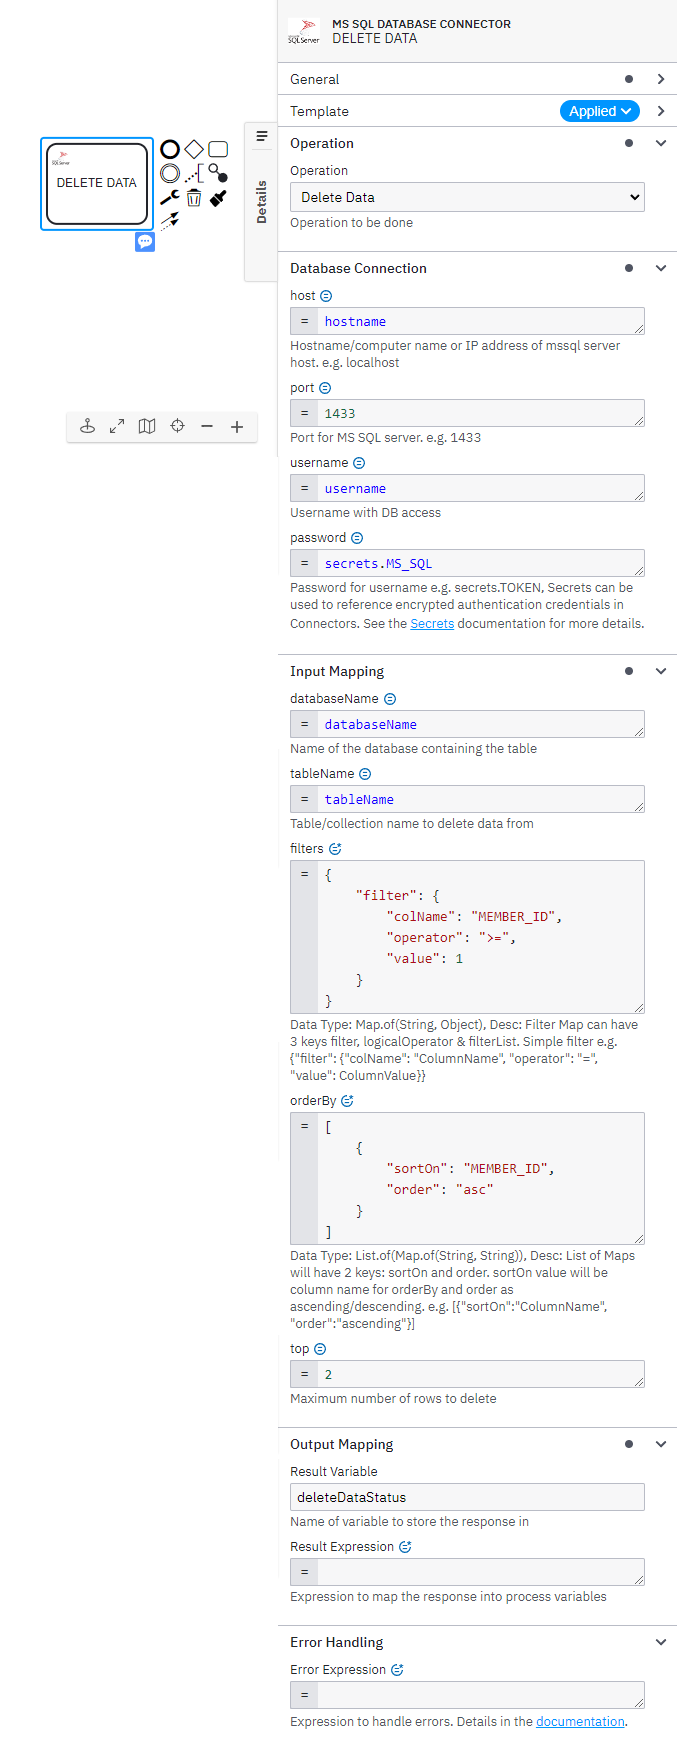 SQL Server
MS SQL DATABASE CONNECTOR
DELETE DATA
General
Template
Applied
SQL Server
DELETE DATA
Details
Operation
Operation
Delete Data
Operation to be done
Database Connection
host
= hostname
Hostname/computer name or IP address of mssql server
host. e.g. localhost
port
= 1433
Port for MS SQL server. e.g. 1433
username
= username
Username with DB access
password
= secrets.MS_SQL
Password for username e.g. secrets.TOKEN, Secrets can be
used to reference encrypted authentication credentials in
Connectors. See the Secrets documentation for more details.
Input Mapping
databaseName
= databaseName
Name of the database containing the table
tableName
= tableName
Table/collection name to delete data from
filters
= {
"filter": {
"colName": "MEMBER_ID",
"operator": ">=",
"value": 1
}
}
Data Type: Map.of(String, Object), Desc: Filter Map can have
3 keys filter, logicalOperator & filterList. Simple filter e.g.
{"filter": {"colName": "ColumnName", "operator": "=",
"value": ColumnValue}}
orderBy
= [
{
"sortOn": "MEMBER_ID",
"order": "asc"
}
]
Data Type: List.of(Map.of(String, String)), Desc: List of Maps
will have 2 keys: sortOn and order. sortOn value will be
column name for orderBy and order as
ascending/descending. e.g. [{"sortOn":"ColumnName",
"order":"ascending"}]
top
= 2
Maximum number of rows to delete
Output Mapping
Result Variable
deleteDataStatus
Name of variable to store the response in
Result Expression
=
Expression to map the response into process variables
Error Handling
Error Expression
=
Expression to handle errors. Details in the documentation.